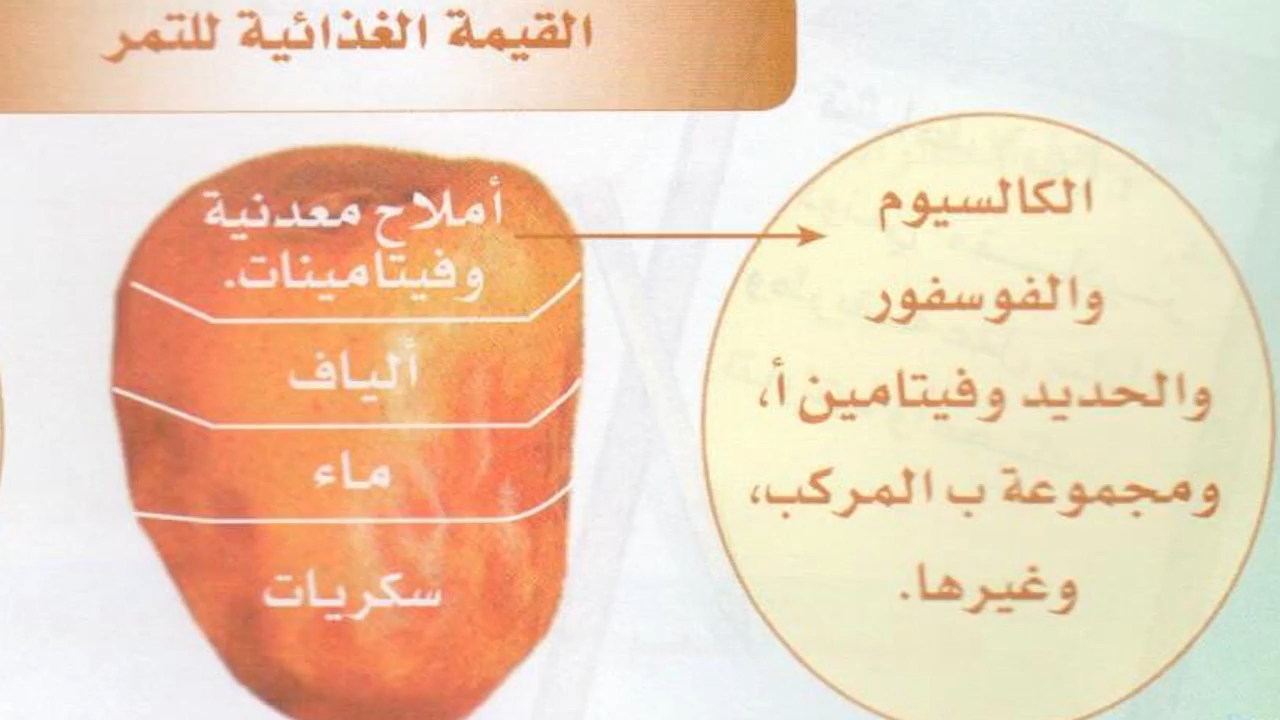 القيمة الغذائية للتمر
أملاح معدنية
وفيتامينات.
ألياف
ماء
سكريات
الكالسيوم
والفوسفور
والحديد وفيتامين أ،
ومجموعة ب المركب،
وغيرها.